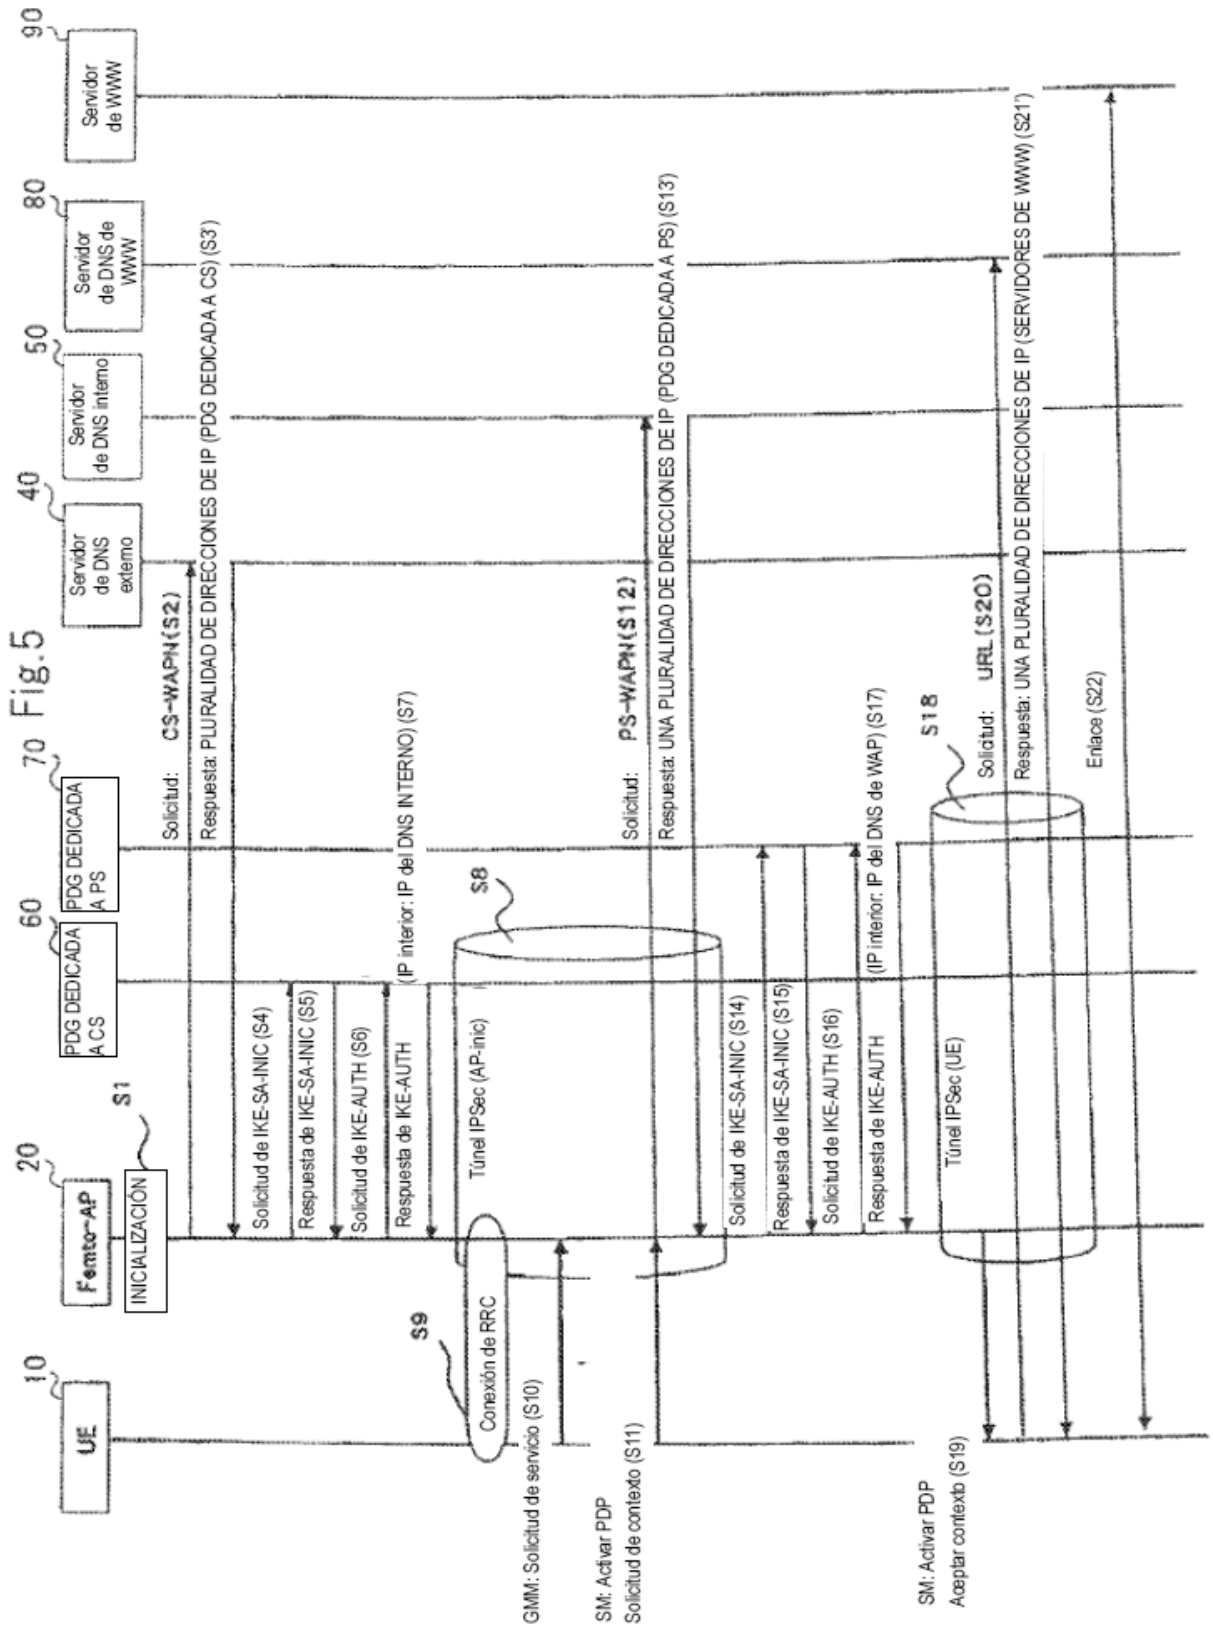 Fig.5
10
UE
20
Femto-AP
S1
INICIALIZACIÓN
60
PDG DEDICADA
A CS
70
PDG DEDICADA
A PS
40
Servidor
de DNS
externo
50
Servidor
de DNS interno
80
Servidor
de DNS de
WWW
90
Servidor
de WWW
Solicitud: CS-WAPN(S2)
Respuesta: PLURALIDAD DE DIRECCIONES DE IP (PDG DEDICADA A CS) (S3')
Solicitud de IKE-SA-INIC (S4)
Respuesta de IKE-SA-INIC (S5)
Solicitud de IKE-AUTH (S6)
Respuesta de IKE-AUTH (IP interior: IP del DNS INTERNO) (S7)
S8
Túnel IPSec (AP-inic)
S9
Conexión de RRC
GMM: Solicitud de servicio (S10)
SM: Activar PDP
Solicitud de contexto (S11)
Solicitud: PS-WAPN(S12)
Respuesta: UNA PLURALIDAD DE DIRECCIONES DE IP (PDG DEDICADA A PS) (S13')
Solicitud de IKE-SA-INIC (S14)
Respuesta de IKE-SA-INIC (S15)
Solicitud de IKE-AUTH (S16)
Respuesta de IKE-AUTH (IP interior: IP del DNS de WAP) (S17)
S18
Túnel IPSec (UE)
SM: Activar PDP
Aceptar contexto (S19)
Solicitud: URL(S20)
Respuesta: UNA PLURALIDAD DE DIRECCIONES DE IP (SERVIDORES DE WWW) (S21')
Enlace (S22)